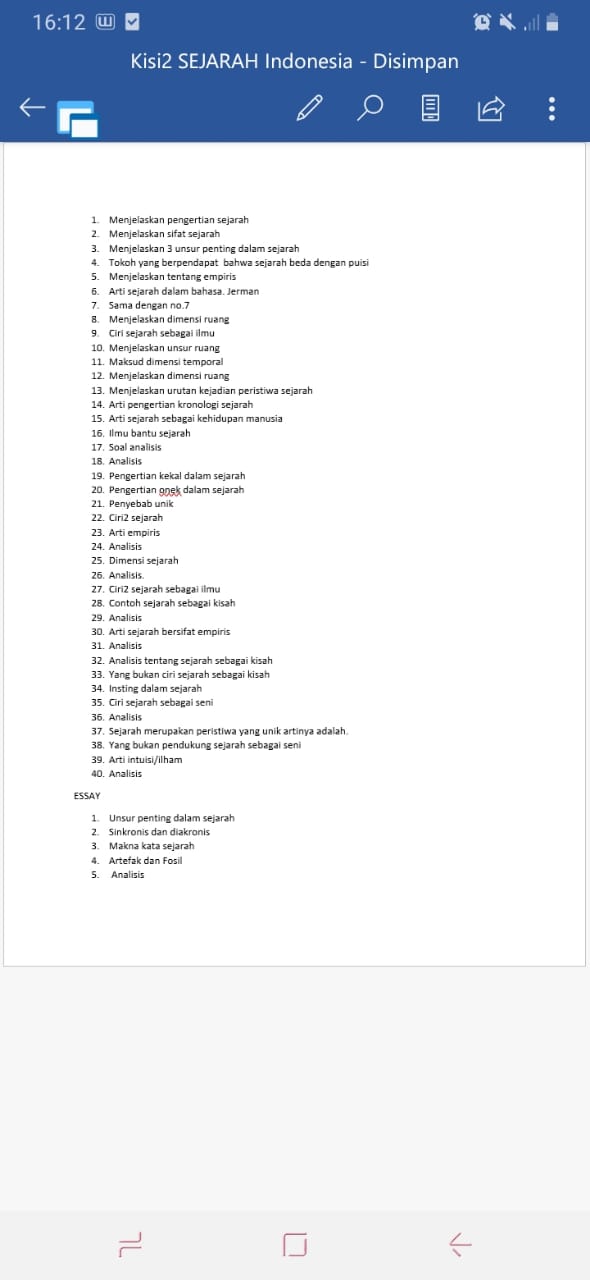 16:12
Kisi2 SEJARAH Indonesia - Disimpan
1. Menjelaskan pengertian sejarah
2. Menjelaskan sifat sejarah
3. Menjelaskan 3 unsur penting dalam sejarah
4. Tokoh yang berpendapat bahwa sejarah beda dengan puisi
5. Menjelaskan tentang empiris
6. Arti sejarah dalam bahasa. Jerman
7. Sama dengan no.7
8. Menjelaskan dimensi ruang
9. Ciri sejarah sebagai ilmu
10. Menjelaskan unsur ruang
11. Maksud dimensi temporal
12. Menjelaskan dimensi ruang
13. Menjelaskan urutan kejadian peristiwa sejarah
14. Arti pengertian kronologi sejarah
15. Arti sejarah sebagai kehidupan manusia
16. Ilmu bantu sejarah
17. Soal analisis
18. Analisis
19. Pengertian kekal dalam sejarah
20. Pengertian onek dalam sejarah
21. Penyebab unik
22. Ciri2 sejarah
23. Arti empiris
24. Analisis
25. Dimensi sejarah
26. Analisis.
27. Ciri2 sejarah sebagai ilmu
28. Contoh sejarah sebagai kisah
29. Analisis
30. Arti sejarah bersifat empiris
31. Analisis
32. Analisis tentang sejarah sebagai kisah
33. Yang bukan ciri sejarah sebagai kisah
34. Insting dalam sejarah
35. Ciri sejarah sebagai seni
36. Analisis
37. Sejarah merupakan peristiwa yang unik artinya adalah.
38. Yang bukan pendukung sejarah sebagai seni
39. Arti intuisi/ilham
40. Analisis
ESSAY
1. Unsur penting dalam sejarah
2. Sinkronis dan diakronis
3. Makna kata sejarah
4. Artefak dan Fosil
5. Analisis